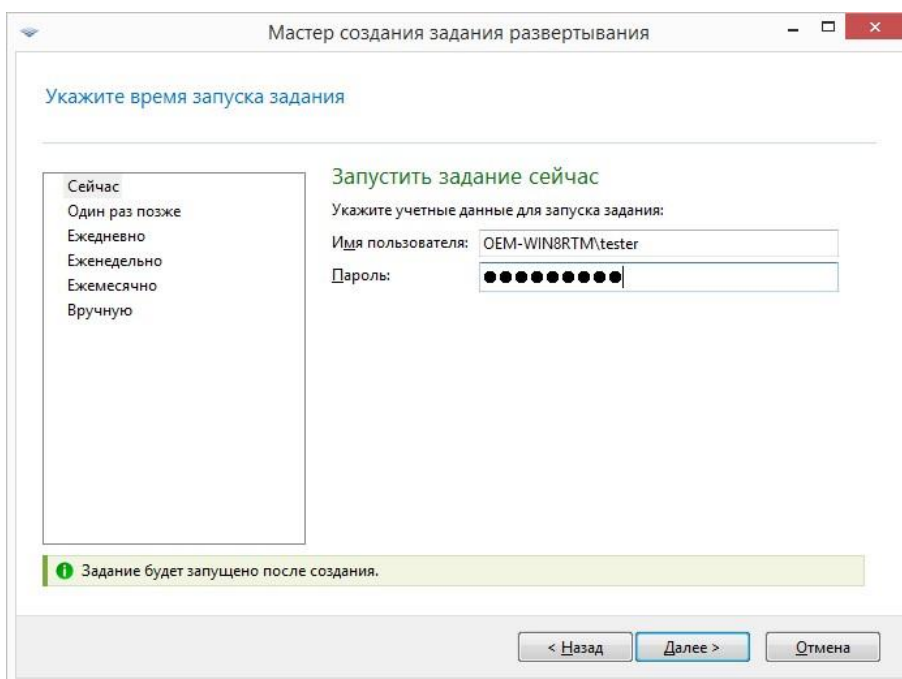 Мастер создания задания развертывания
Укажите время запуска задания
Сейчас
Один раз позже
Ежедневно
Еженедельно
Ежемесячно
Вручную
Запустить задание сейчас
Укажите учетные данные для запуска задания:
Имя пользователя: OEM-WIN8RTM\tester
Пароль: ●●●●●●●●●
Задание будет запущено после создания.
< Назад Далее > Отмена